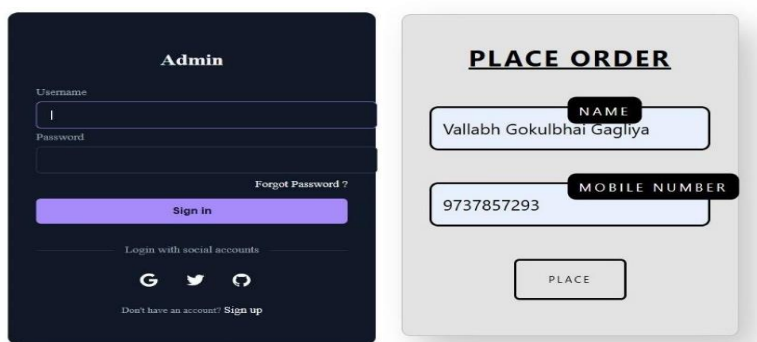 Admin
Username
Password
Forgot Password ?
Sign in
Login with social accounts
G
Don't have an account? Sign up
PLACE ORDER
NAME
Vallabh Gokulbhai Gagliya
MOBILE NUMBER
9737857293
PLACE